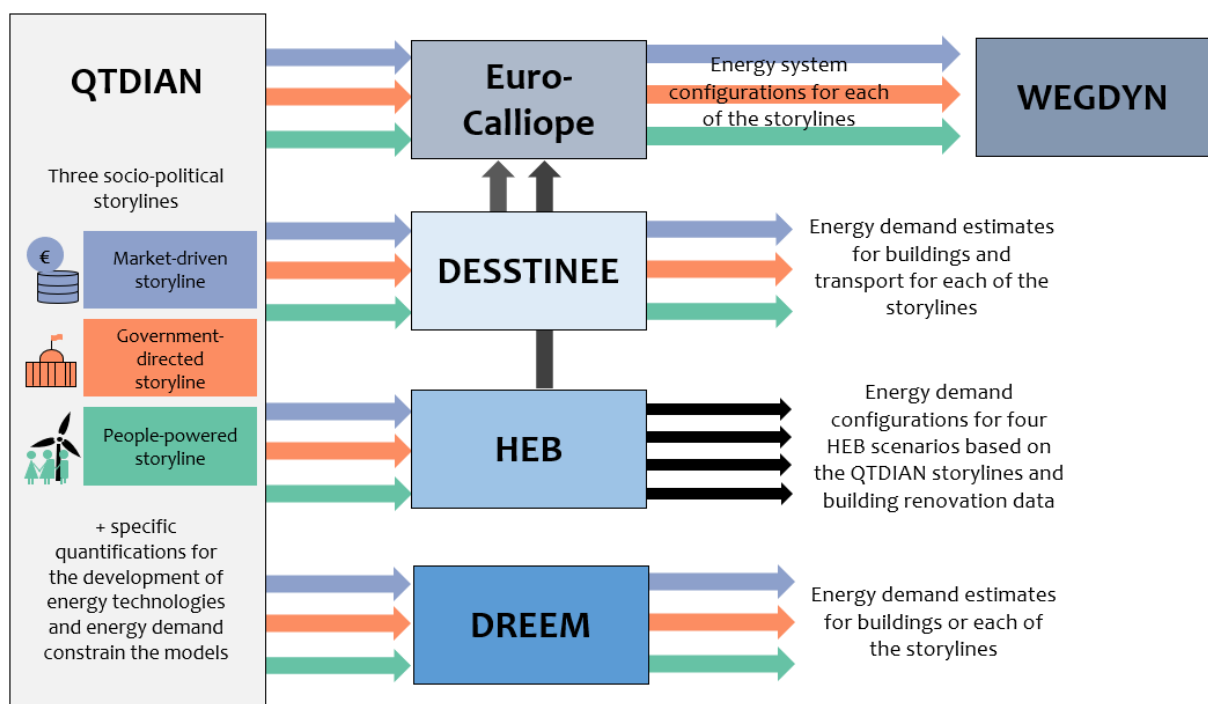 QTDIAN
Three socio-political
storylines
€
Market-driven
storyline
Government-
directed
storyline
People-powered
storyline
+ specific
quantifications for
the development of
energy technologies
and energy demand
constrain the models
Euro-
Calliope
Energy system
configurations for each
of the storylines
WEGDYN
DESSTINEE
Energy demand estimates
for buildings and
transport for each of the
storylines
HEB
Energy demand
configurations for four
HEB scenarios based on
the QTDIAN storylines and
building renovation data
DREEM
Energy demand estimates
for buildings or each of
the storylines